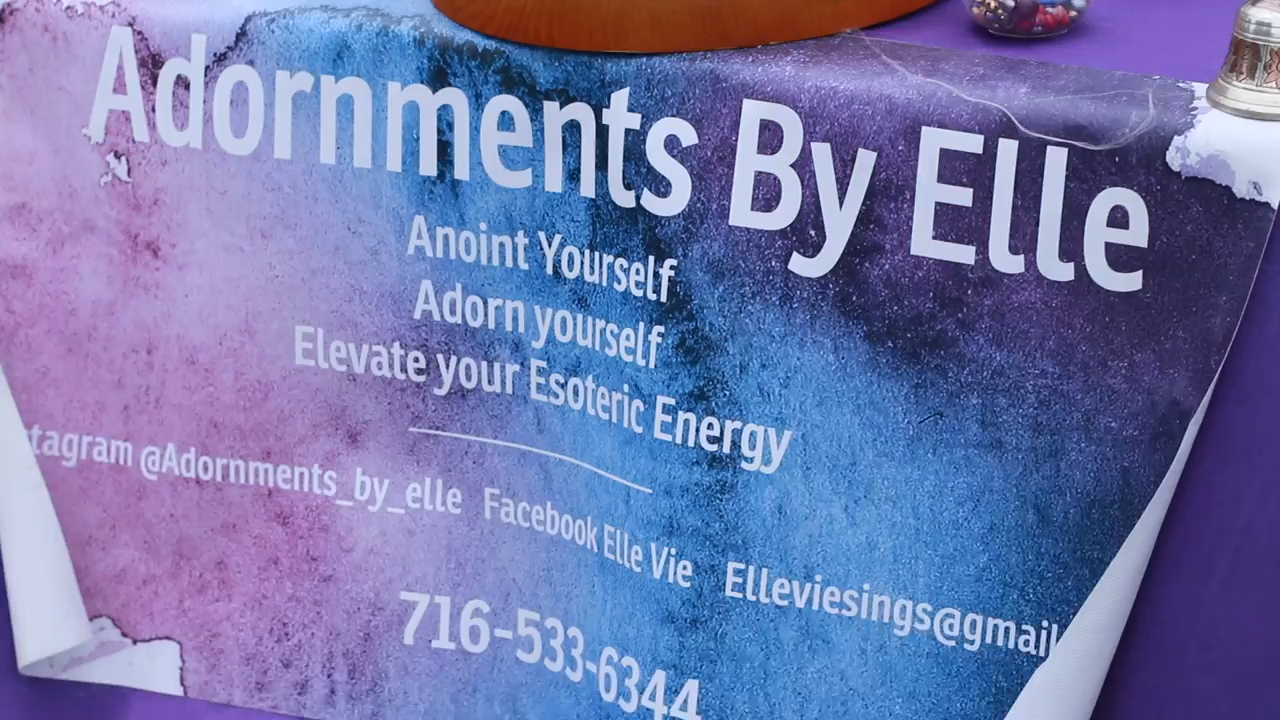 Adornments By Elle
Anoint Yourself
Adorn yourself
Elevate your Esoteric Energy
tagram @Adornments_by_elle Facebook Elle Vie Elleviesings@gmail
716-533-6344